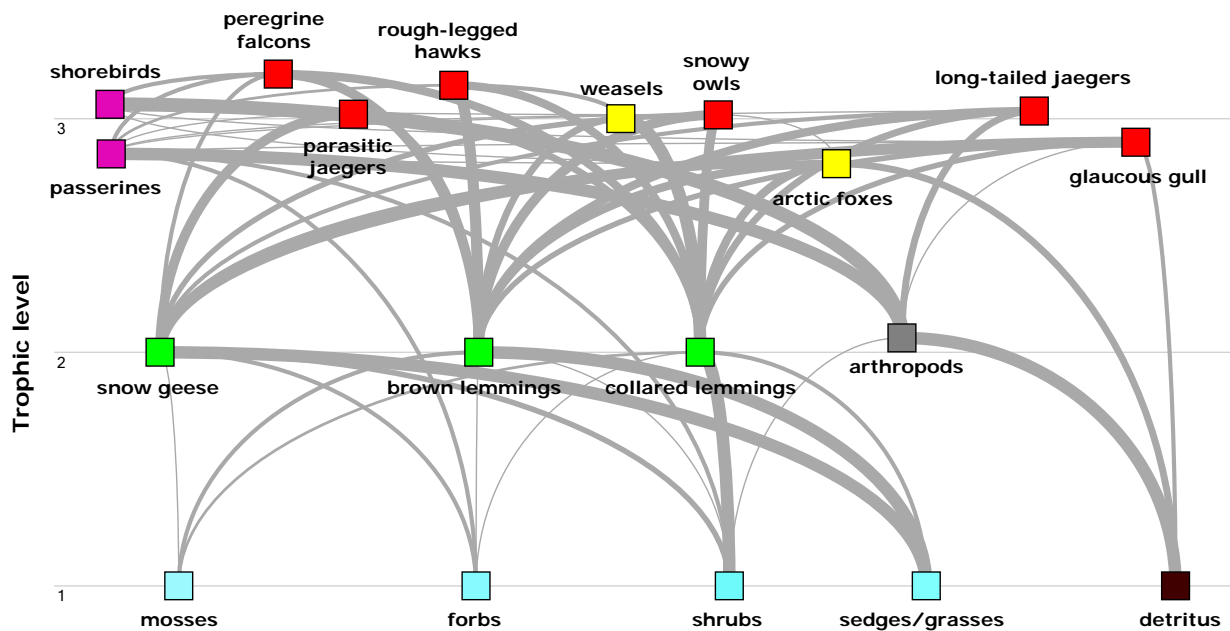 peregrine
falcons
rough-legged
hawks
shorebirds
weasels
snowy
owls
long-tailed jaegers
3
parasitic
jaegers
passerines
glaucous gull
arctic foxes
Trophic level
2
snow geese
brown lemmings
collared lemmings
arthropods
1
mosses
forbs
shrubs
sedges/grasses
detritus